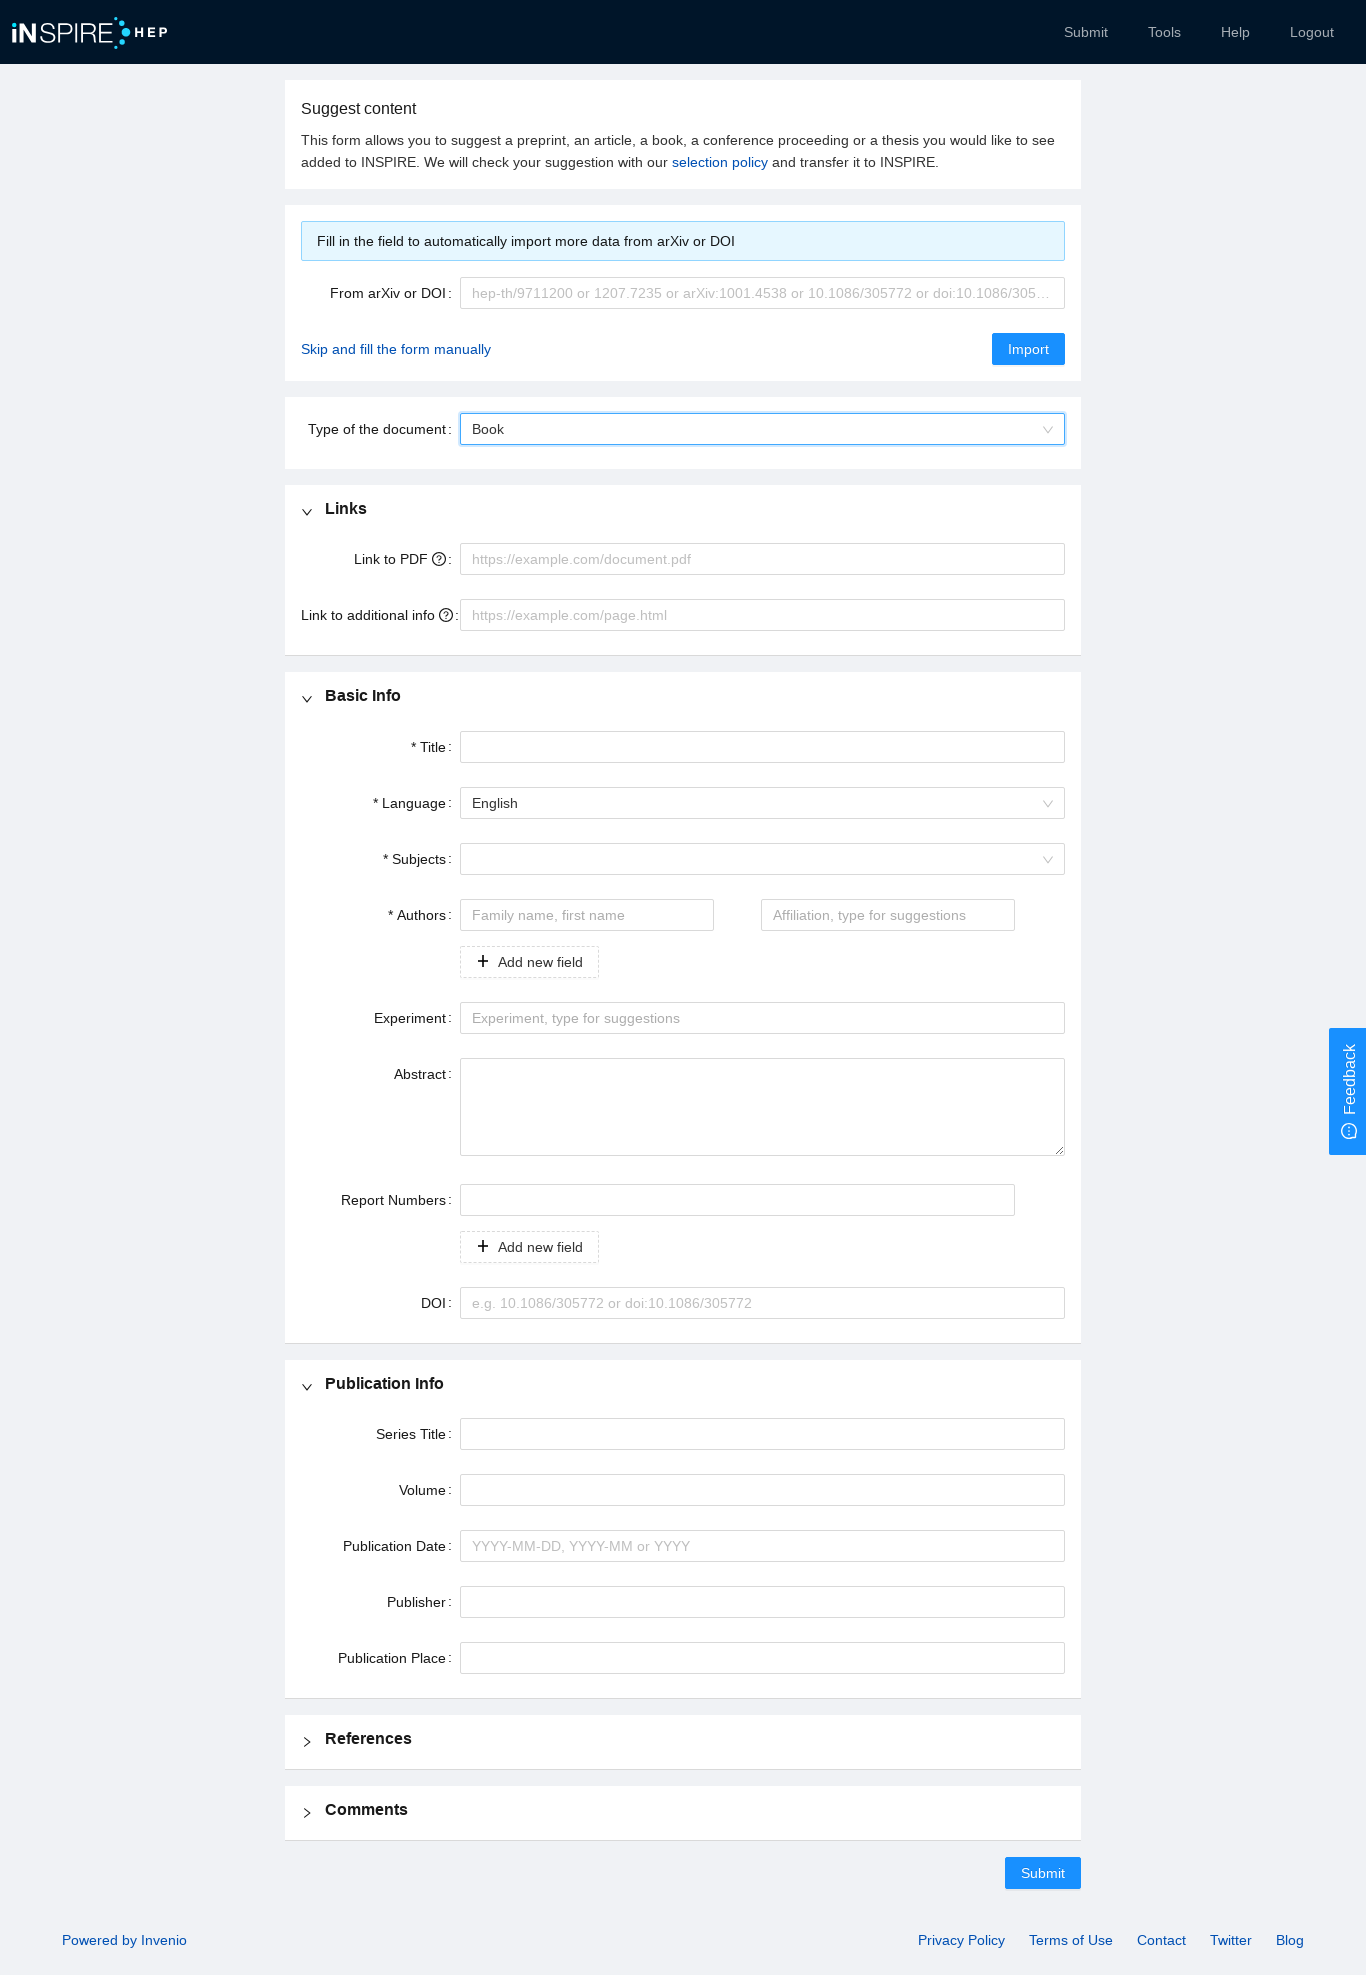 iNSPIRE HEP
Submit Tools Help Logout
Suggest content
This form allows you to suggest a preprint, an article, a book, a conference proceeding or a thesis you would like to see
added to INSPIRE. We will check your suggestion with our selection policy and transfer it to INSPIRE.
Fill in the field to automatically import more data from arXiv or DOI
From arXiv or DOI : hep-th/9711200 or 1207.7235 or arXiv:1001.4538 or 10.1086/305772 or doi:10.1086/305…
Skip and fill the form manually Import
Type of the document : Book
Links
Link to PDF ? : https://example.com/document.pdf
Link to additional info ? : https://example.com/page.html
Basic Info
* Title :
* Language : English
* Subjects :
* Authors : Family name, first name Affiliation, type for suggestions
+ Add new field
Experiment : Experiment, type for suggestions
Abstract :
Report Numbers :
+ Add new field
DOI : e.g. 10.1086/305772 or doi:10.1086/305772
Feedback
Publication Info
Series Title :
Volume :
Publication Date : YYYY-MM-DD, YYYY-MM or YYYY
Publisher :
Publication Place :
References
Comments
Submit
Powered by Invenio Privacy Policy Terms of Use Contact Twitter Blog